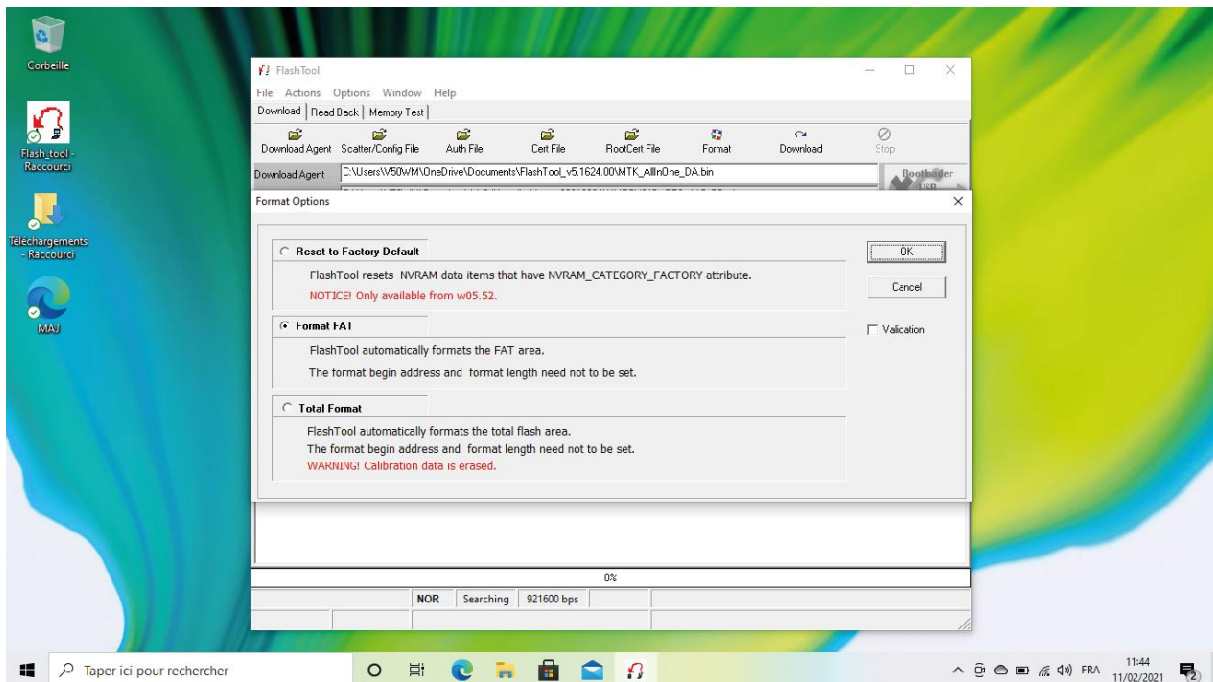 Corbeille
Flash_tool -
Raccourci
Téléchargements
- Raccourci
MAJ
FlashTool
File Actions Options Window Help
Download Read Back Memory Test
Download Agent Scatter/Config File Auth File Cert File RootCert File Format Download Stop
Download Agent C:\Users\V50WM\OneDrive\Documents\FlashTool_v5.1624.00\MTK_AllInOne_DA.bin
Bootloader
USB
Format Options
Reset to Factory Default
FlashTool resets NVRAM data items that have NVRAM_CATEGORY_FACTORY attribute.
NOTICE! Only available from w05.52.
OK
Cancel
Format FAT
Validation
FlashTool automatically formats the FAT area.
The format begin address and format length need not to be set.
Total Format
FlashTool automatically formats the total flash area.
The format begin address and format length need not to be set.
WARNING! Calibration data is erased.
0%
NOR Searching 921600 bps
Taper ici pour rechercher
FRA
11:44
11/02/2021
2